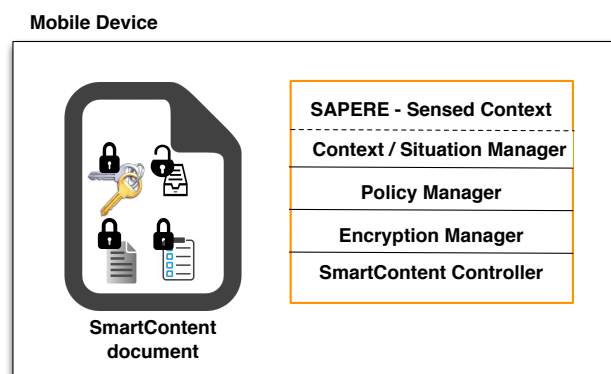 Mobile Device
SAPERE - Sensed Context
Context / Situation Manager
Policy Manager
Encryption Manager
SmartContent Controller
SmartContent
document